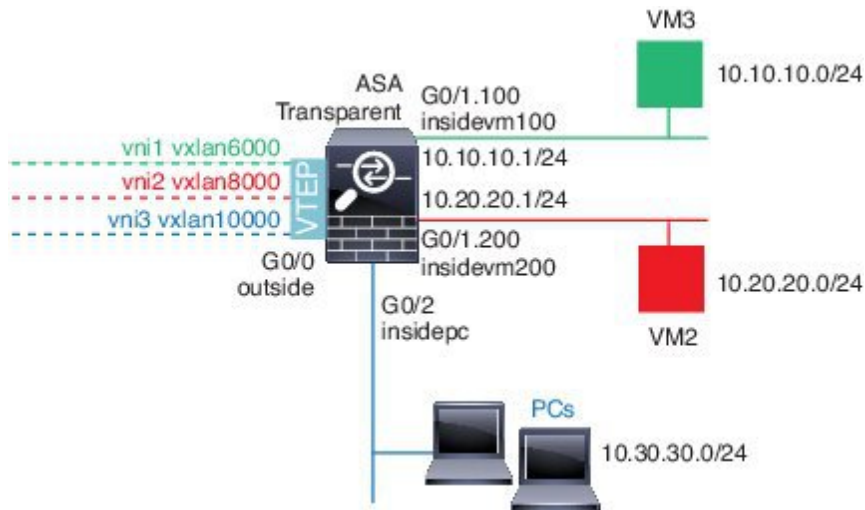 VM3
10.10.10.0/24
ASA
Transparent
G0/1.100
insidevm100
vni1 vxlan6000
10.10.10.1/24
vni2 vxlan8000
VTEP
10.20.20.1/24
vni3 vxlan10000
G0/1.200
insidevm200
G0/0
outside
10.20.20.0/24
VM2
G0/2
insidepc
PCs
10.30.30.0/24